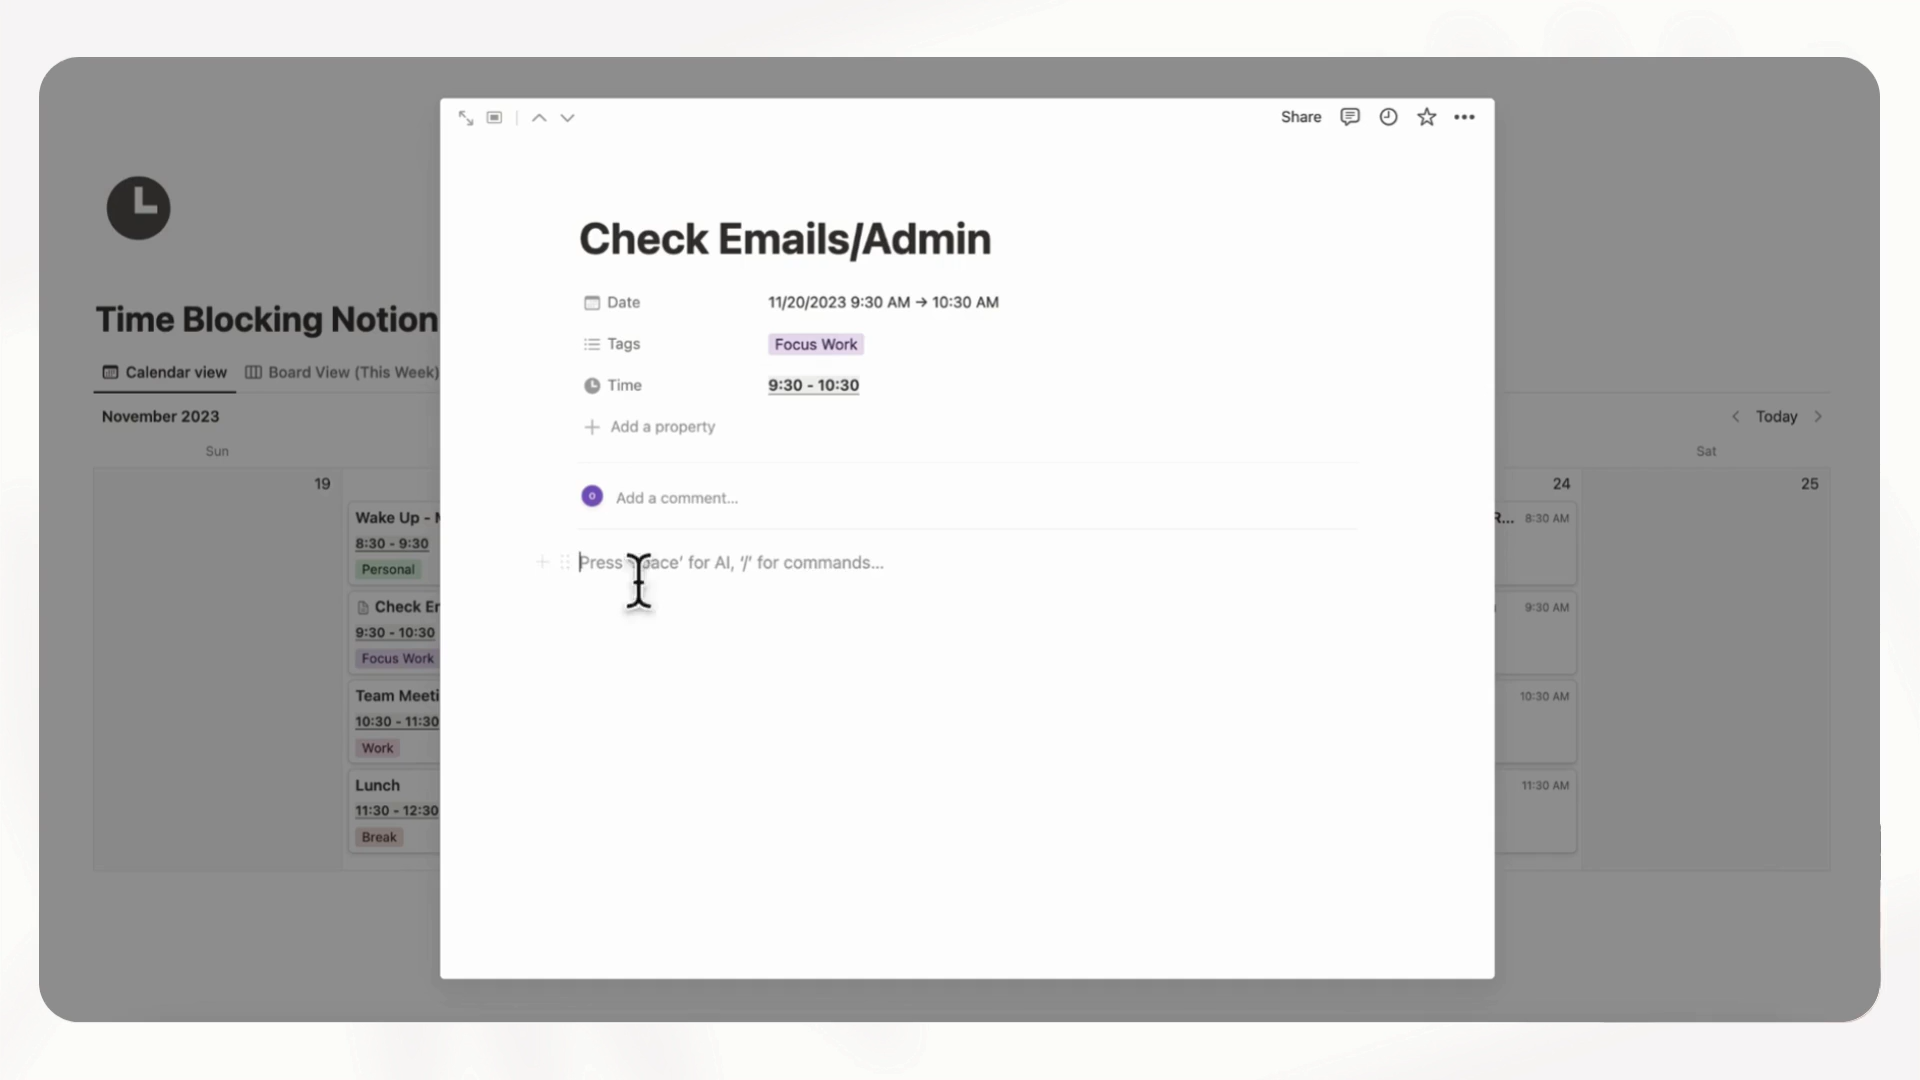 Share
Check Emails/Admin
Date 11/20/2023 9:30 AM → 10:30 AM
Tags Focus Work
Time 9:30 - 10:30
Add a property
Add a comment...
Press for AI, '/' for commands...
Time Blocking Notion
Calendar view Board View (This Week)
November 2023
Today
Sun
Sat
19
Wake Up -
8:30 - 9:30
Personal
Check
9:30 - 10:30
Focus Work
Team
10:30 - 11:30
Work
Lunch
11:30 - 12:30
Break
24
25
R... 8:30 AM
9:30 AM
10:30 AM
11:30 AM